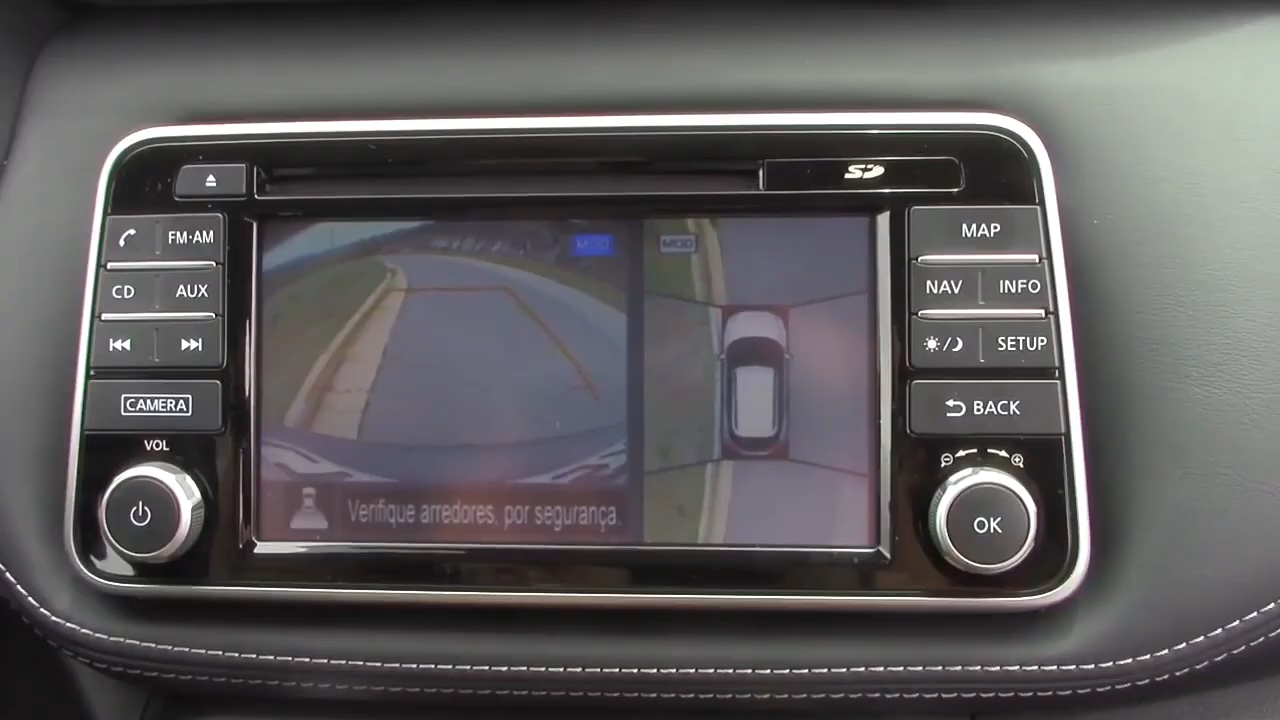 SD
FM·AM
CD AUX
CAMERA
VOL
MOD
MOD
Verifique arredores, por segurança.
MAP
NAV INFO
SETUP
BACK
OK